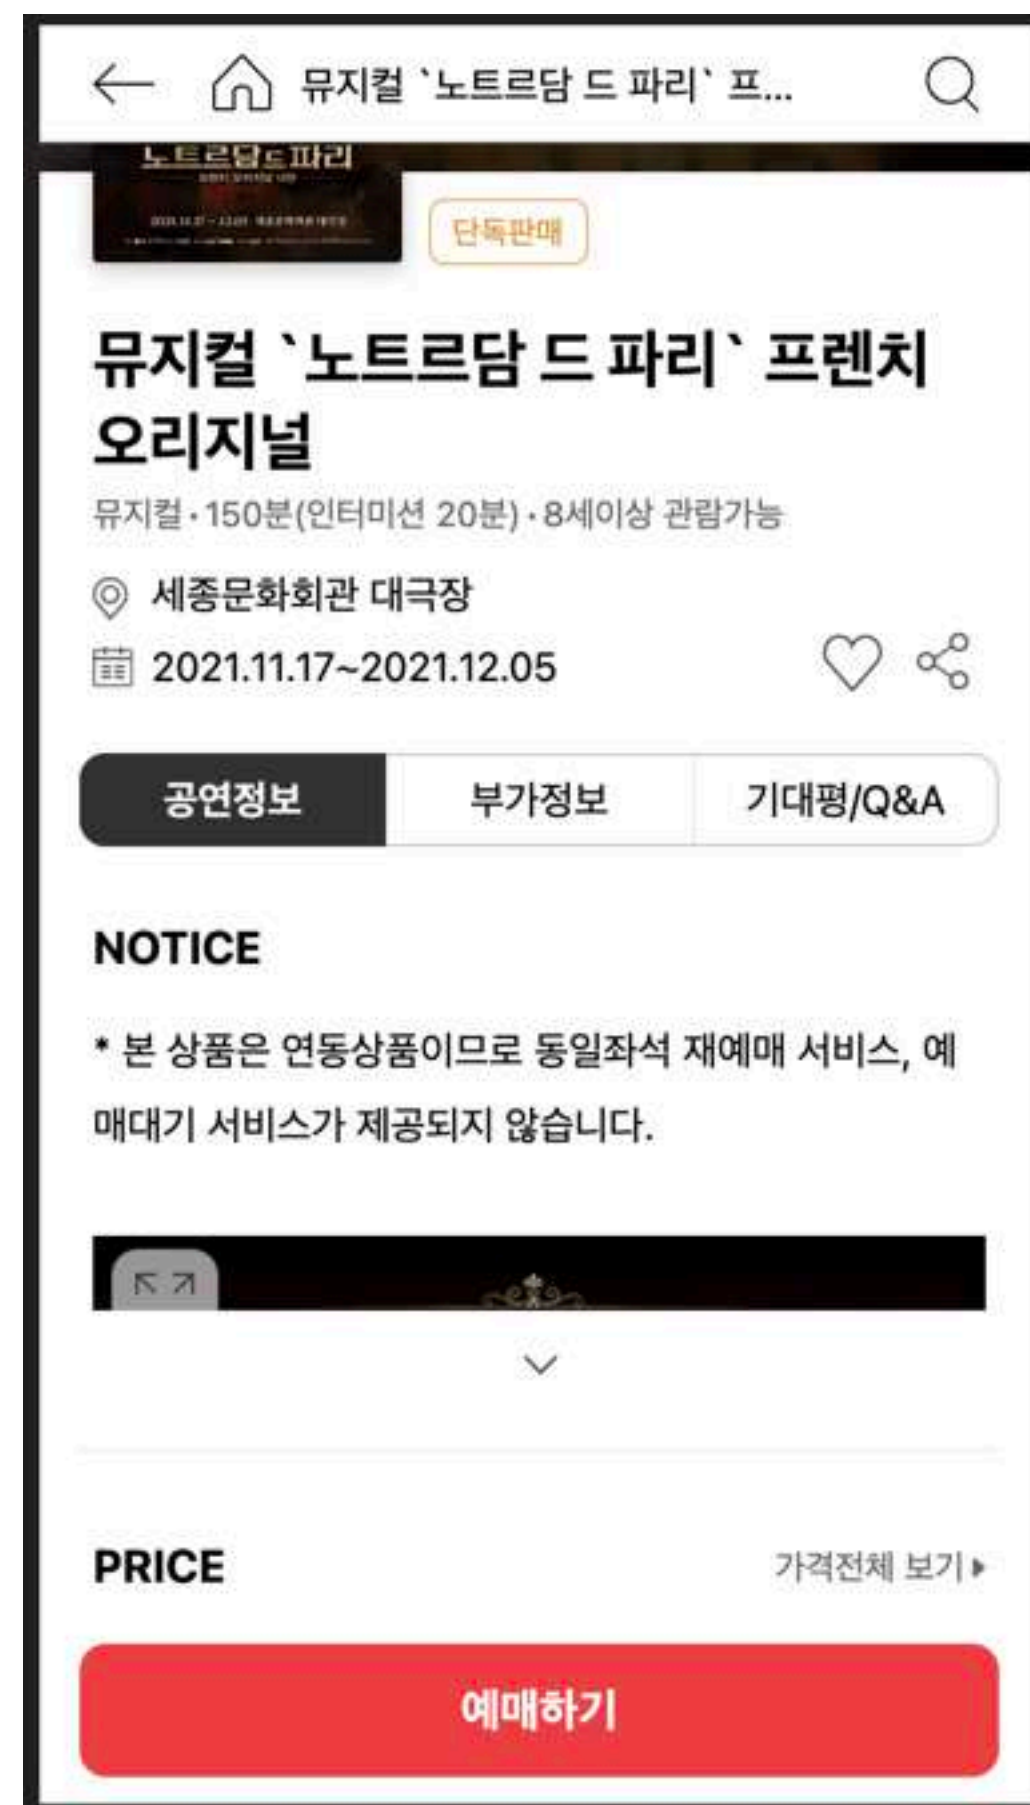 뮤지컬 `노트르담 드 파리` 프...
노트르담드파리
단독판매
뮤지컬 `노트르담 드 파리` 프렌치
오리지널
뮤지컬 · 150분(인터미션 20분) · 8세이상 관람가능
세종문화회관 대극장
2021.11.17~2021.12.05
공연정보 부가정보 기대평/Q&A
NOTICE
* 본 상품은 연동상품이므로 동일좌석 재예매 서비스, 예
매대기 서비스가 제공되지 않습니다.
PRICE 가격전체 보기
예매하기